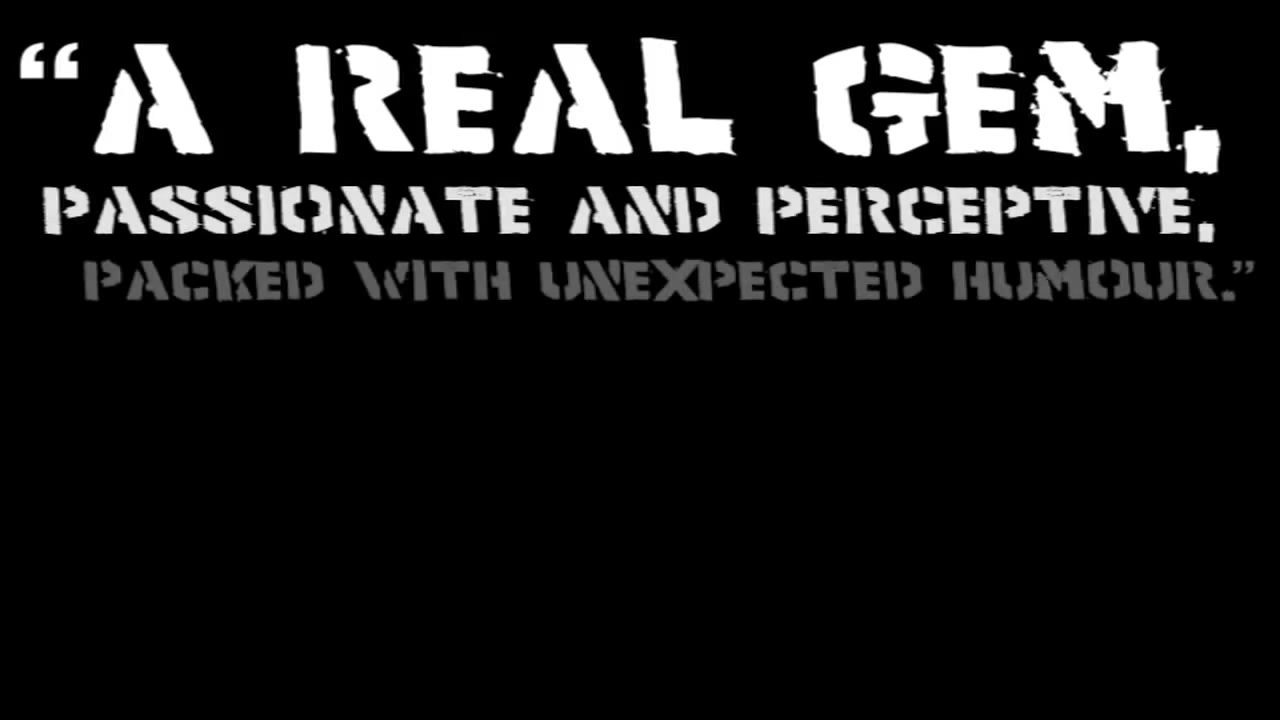 “A REAL GEM,
PASSIONATE AND PERCEPTIVE,
PACKED WITH UNEXPECTED HUMOUR.”